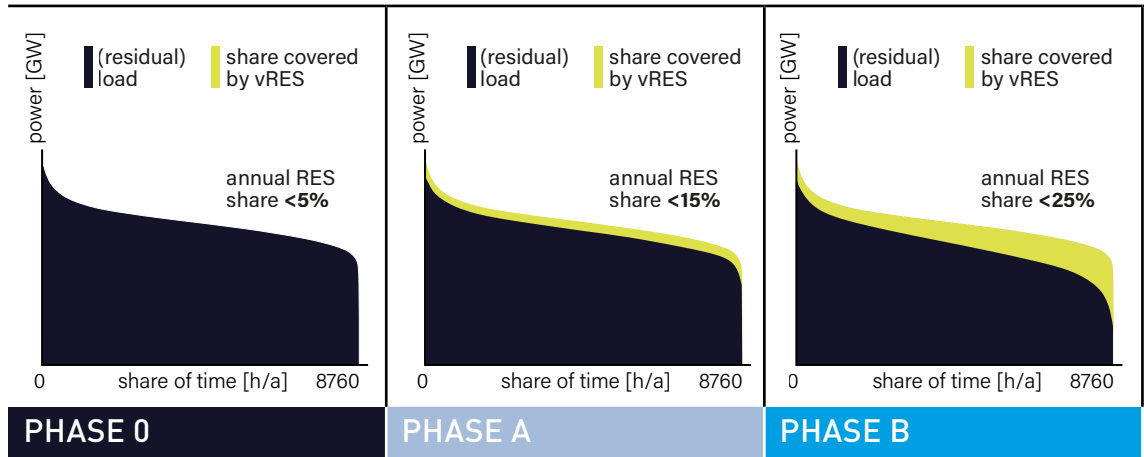 power [GW]
(residual)
load
share covered
by vRES
annual RES
share <5%
0
share of time [h/a]
8760
PHASE 0
power [GW]
(residual)
load
share covered
by vRES
annual RES
share <15%
0
share of time [h/a]
8760
PHASE A
power [GW]
(residual)
load
share covered
by vRES
annual RES
share <25%
0
share of time [h/a]
8760
PHASE B